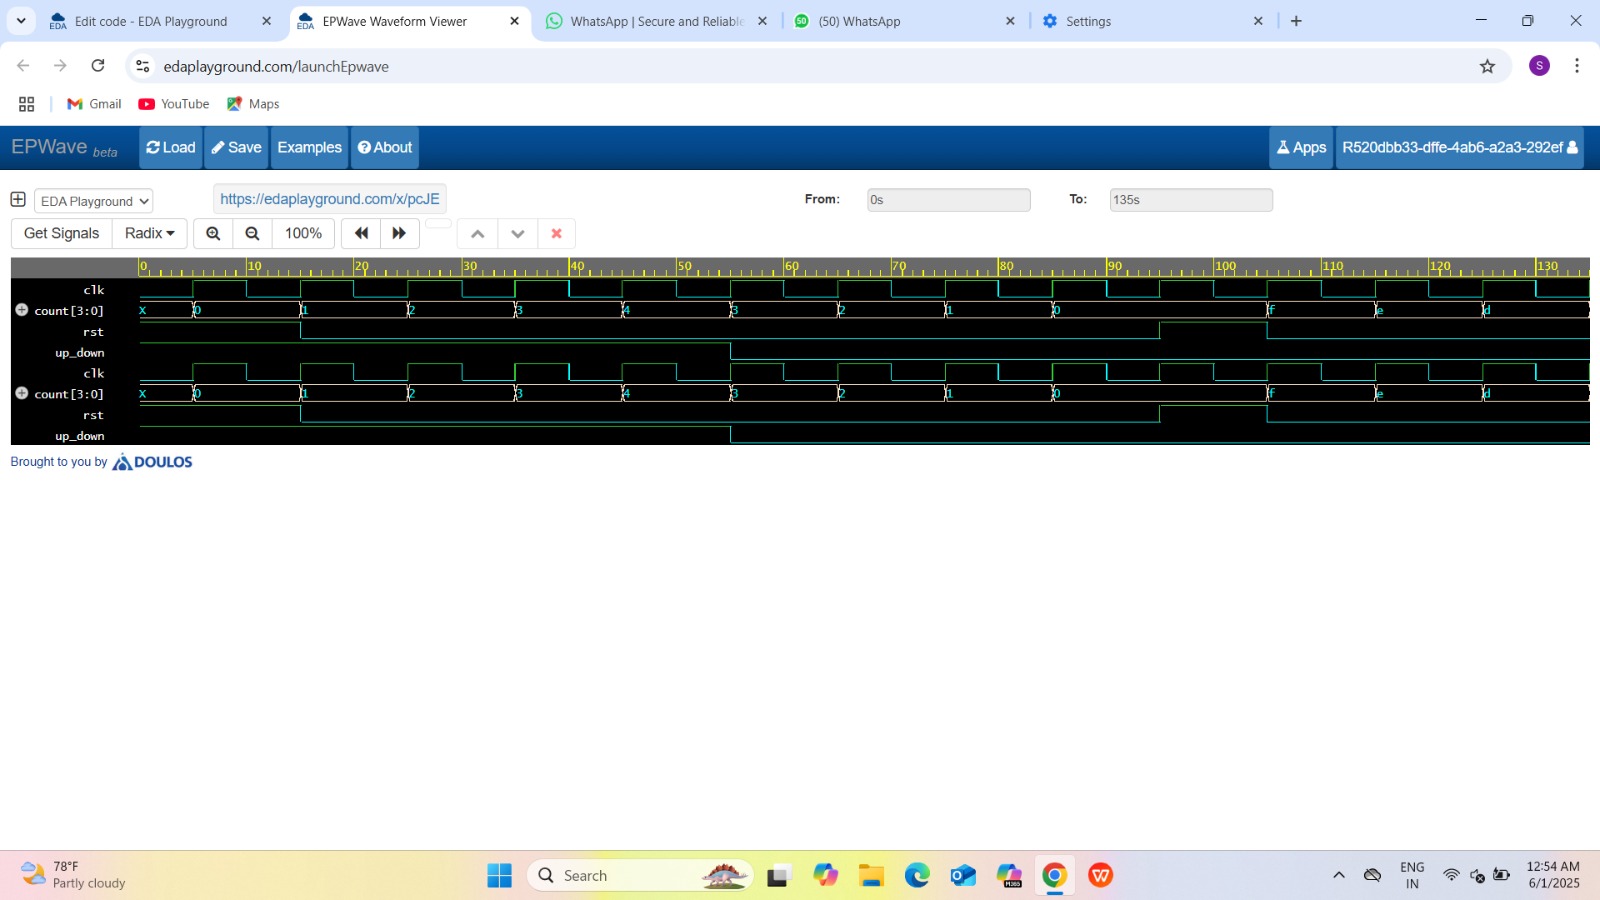 Edit code - EDA Playground
EPWave Waveform Viewer
WhatsApp | Secure and Reliable
(50) WhatsApp
Settings
edaplayground.com/launchEpwave
S
Gmail
YouTube
Maps
EPWave beta
Load
Save
Examples
About
Apps
R520dbb33-dffe-4ab6-a2a3-292ef
EDA Playground
https://edaplayground.com/x/pcJE
From:
0s
To:
135s
Get Signals
Radix
100%
0 10 20 30 40 50 60 70 80 90 100 110 120 130
clk
count[3:0] x 0 1 2 3 4 3 2 1 0 f e d
rst
up_down
clk
count[3:0] x 0 1 2 3 4 3 2 1 0 f e d
rst
up_down
Brought to you by DOULOS
78°F
Partly cloudy
Search
ENG
IN
12:54 AM
6/1/2025